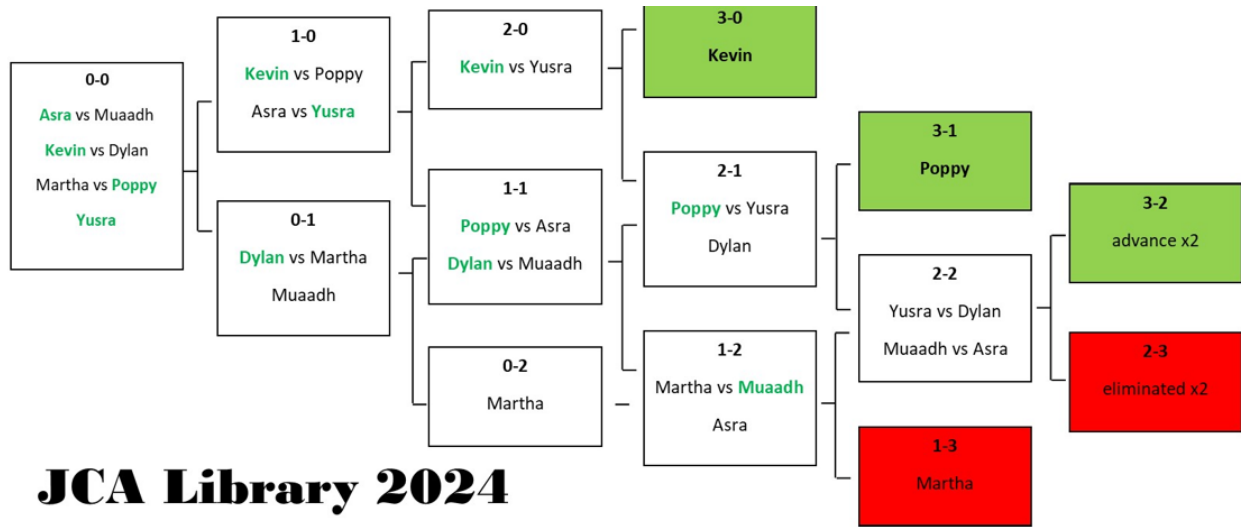 0-0
Asra vs Muaadh
Kevin vs Dylan
Martha vs Poppy
Yusra
1-0
Kevin vs Poppy
Asra vs Yusra
0-1
Dylan vs Martha
Muaadh
2-0
Kevin vs Yusra
1-1
Poppy vs Asra
Dylan vs Muaadh
0-2
Martha
3-0
Kevin
2-1
Poppy vs Yusra
Dylan
1-2
Martha vs Muaadh
Asra
3-1
Poppy
2-2
Yusra vs Dylan
Muaadh vs Asra
1-3
Martha
3-2
advance x2
2-3
eliminated x2
JCA Library 2024